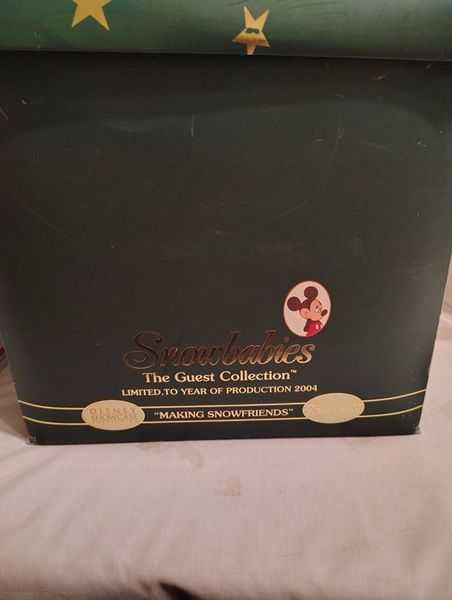 Snowbabies
The Guest Collection™
LIMITED TO YEAR OF PRODUCTION 2004
DISNEY
SHOWCASE
"MAKING SNOWFRIENDS"